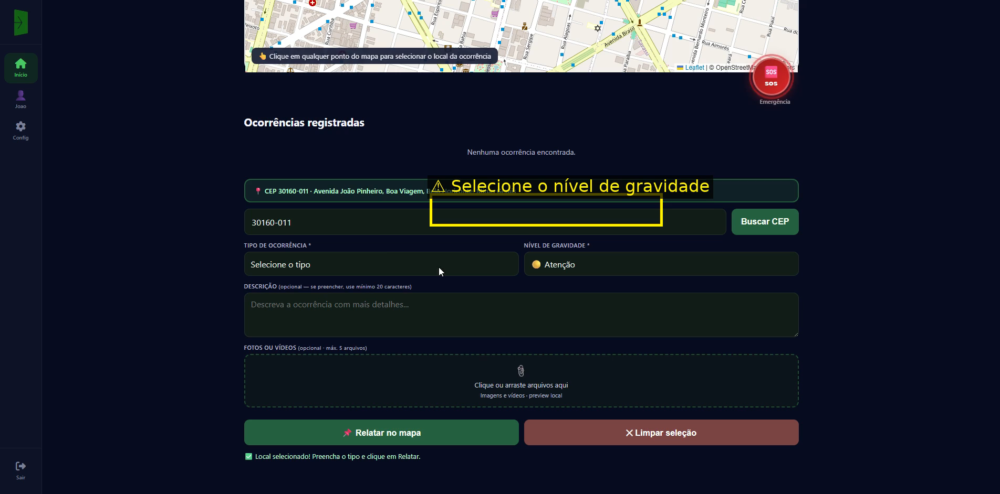 Início
Joao
Config
Sair
Peixoto
Rua Curitiba
Rua Espírito
Bahia
Rua Sergipe
Rua Alagoas
Avenida Brasil
Savassi
Rua Paraíba
Avenida Bernardo Monteiro
Rua Aimorés
Rua Piauí
Rua do
Rua Ce
👆 Clique em qualquer ponto do mapa para selecionar o local da ocorrência
Leaflet | © OpenStreetMa
SOS
SOS
Emergência
Ocorrências registradas
Nenhuma ocorrência encontrada.
⚠ Selecione o nível de gravidade
📍 CEP 30160-011 · Avenida João Pinheiro, Boa Viagem,
30160-011
Buscar CEP
TIPO DE OCORRÊNCIA *
NÍVEL DE GRAVIDADE *
Selecione o tipo
🟡 Atenção
DESCRIÇÃO (opcional — se preencher, use mínimo 20 caracteres)
Descreva a ocorrência com mais detalhes...
FOTOS OU VÍDEOS (opcional · máx. 5 arquivos)
Clique ou arraste arquivos aqui
Imagens e vídeos · preview local
📌 Relatar no mapa
✕ Limpar seleção
✅ Local selecionado! Preencha o tipo e clique em Relatar.